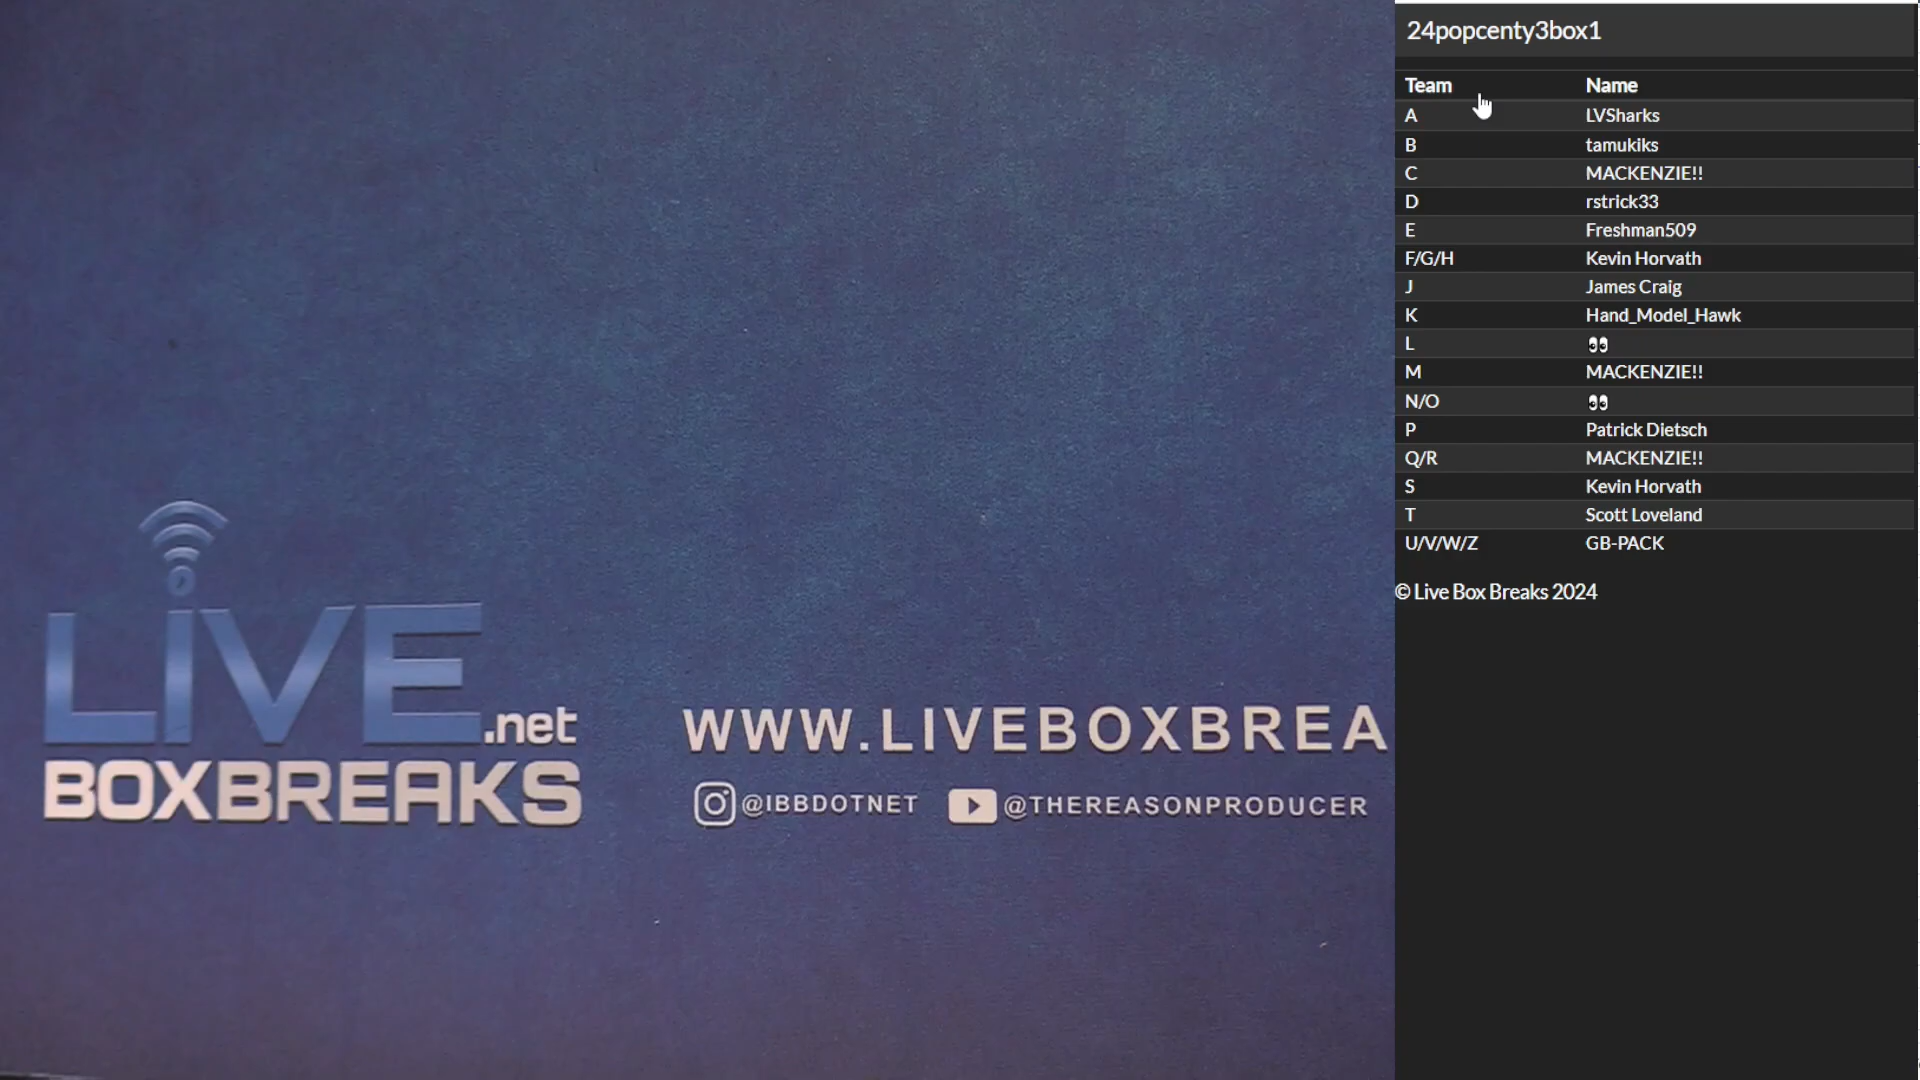 24popcenty3box1
Team Name
A LVSharks
B tamukiks
C MACKENZIE!!
D rstrick33
E Freshman509
F/G/H Kevin Horvath
J James Craig
K Hand_Model_Hawk
L 👀
M MACKENZIE!!
N/O 👀
P Patrick Dietsch
Q/R MACKENZIE!!
S Kevin Horvath
T Scott Loveland
U/V/W/Z GB-PACK
© Live Box Breaks 2024
LiVE.net
BOXBREAKS
WWW.LIVEBOXBREA
@IBBDOTNET @THEREASONPRODUCER